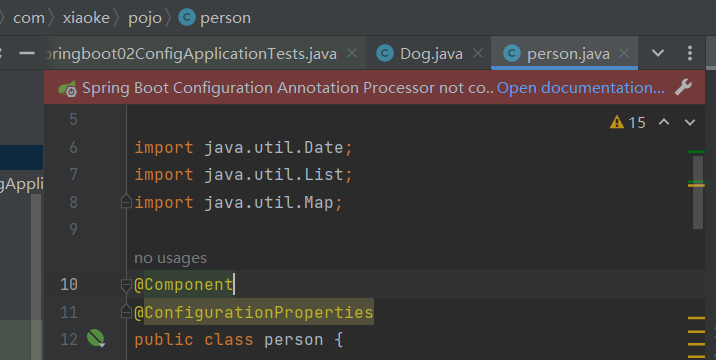 com xiaoke pojo person
ringboot02ConfigApplicationTests.java Dog.java person.java
Spring Boot Configuration Annotation Processor not co.. Open documentation...
5
15
6 import java.util.Date;
7 import java.util.List;
gAppli
8 import java.util.Map;
9
no usages
10 @Component
11 @ConfigurationProperties
12 public class person {